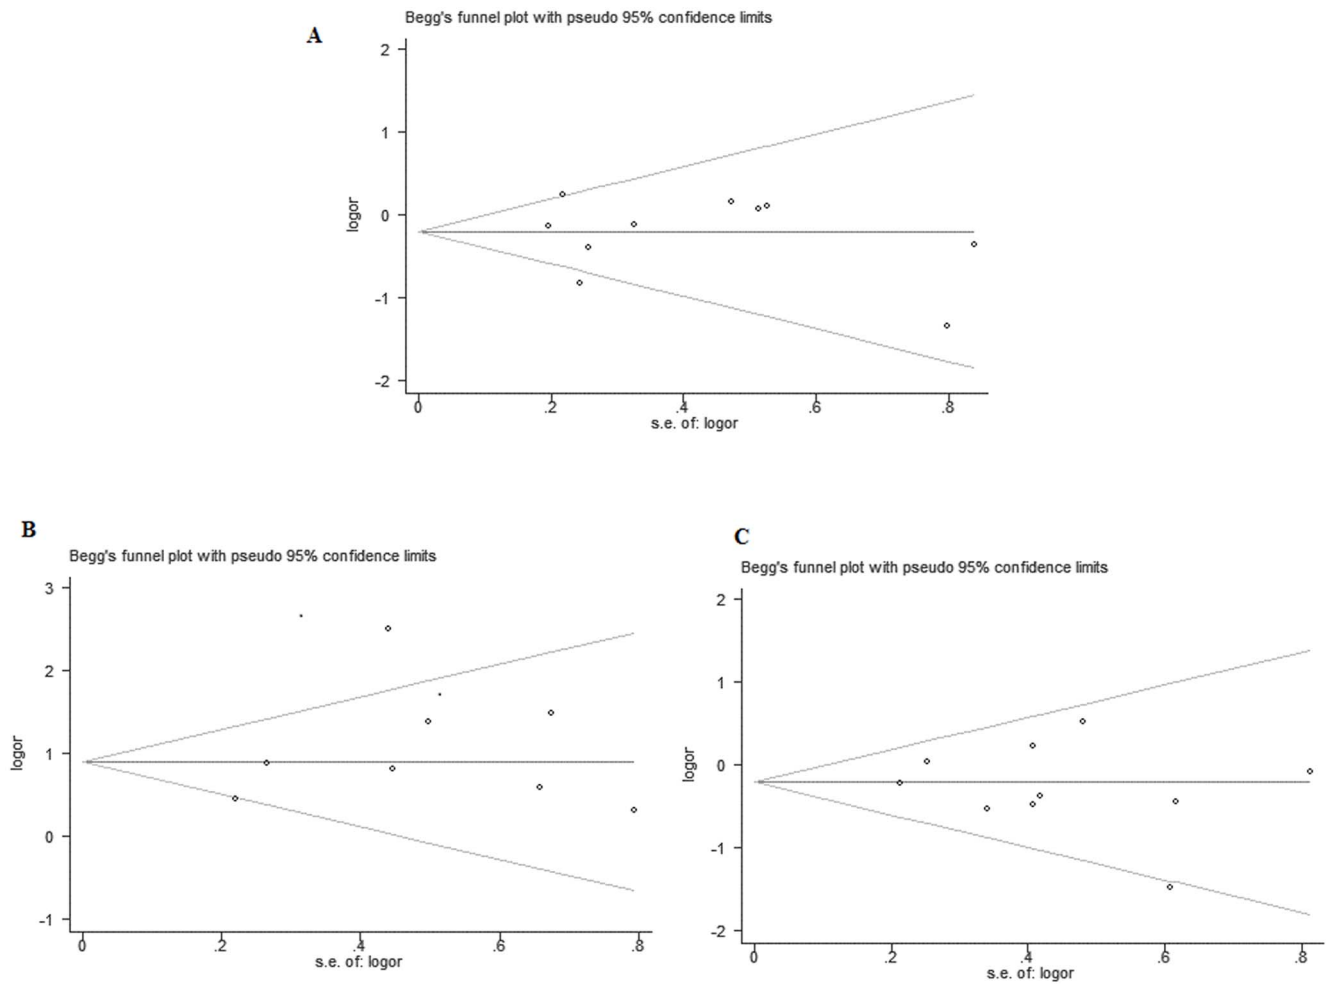 A
Begg's funnel plot with pseudo 95% confidence limits
2
1
0
-1
-2
logor
0 .2 .4 .6 .8
s.e. of: logor
B
Begg's funnel plot with pseudo 95% confidence limits
3
2
1
0
-1
logor
0 .2 .4 .6 .8
s.e. of: logor
C
Begg's funnel plot with pseudo 95% confidence limits
2
1
0
-1
-2
logor
0 .2 .4 .6 .8
s.e. of: logor